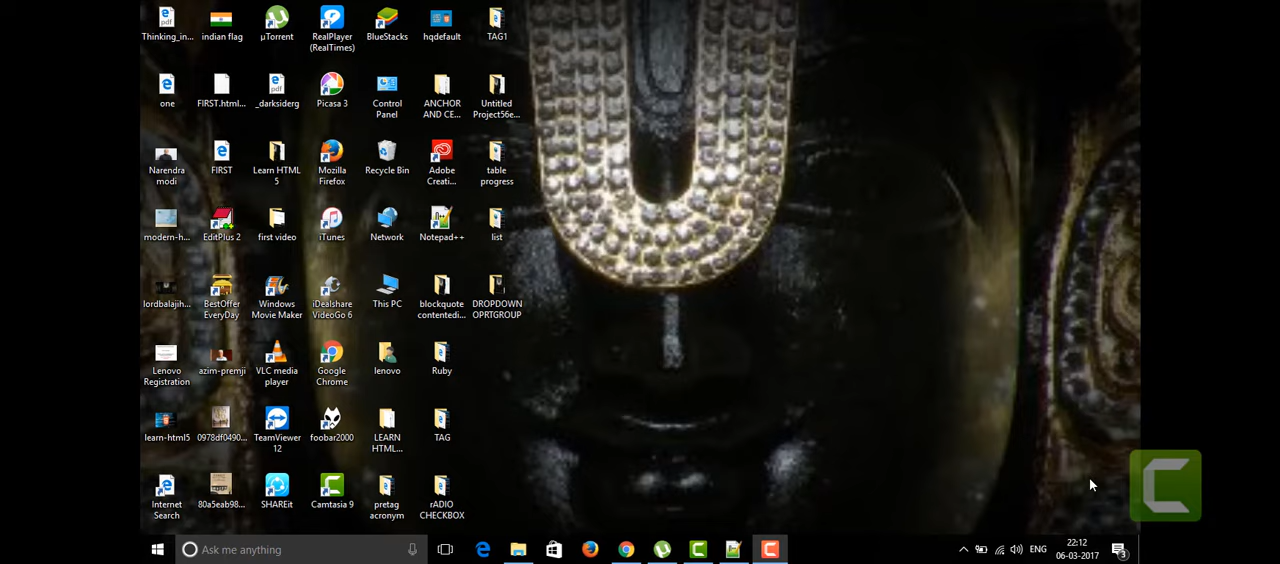 Thinking_in...
indian flag
µTorrent
RealPlayer
(RealTimes)
BlueStacks
hqdefault
TAG1
one
FIRST.html...
_darksiderg
Picasa 3
Control
Panel
ANCHOR
AND CE...
Untitled
Project56e...
Narendra
modi
FIRST
Learn HTML
5
Mozilla
Firefox
Recycle Bin
Adobe
Creati...
table
progress
modern-h...
EditPlus 2
first video
iTunes
Network
Notepad++
list
lordbalajih...
BestOffer
EveryDay
Windows
Movie Maker
iDealshare
VideoGo 6
This PC
blockquote
contentedi...
DROPDOWN
OPRTGROUP
Lenovo
Registration
azim-premji
VLC media
player
Google
Chrome
lenovo
Ruby
learn-html5
0978df0490...
TeamViewer
12
foobar2000
LEARN
HTML...
TAG
Internet
Search
80a5eab98...
SHAREit
Camtasia 9
pretag
acronym
rADIO
CHECKBOX
Ask me anything
ENG
22:12
06-03-2017
3